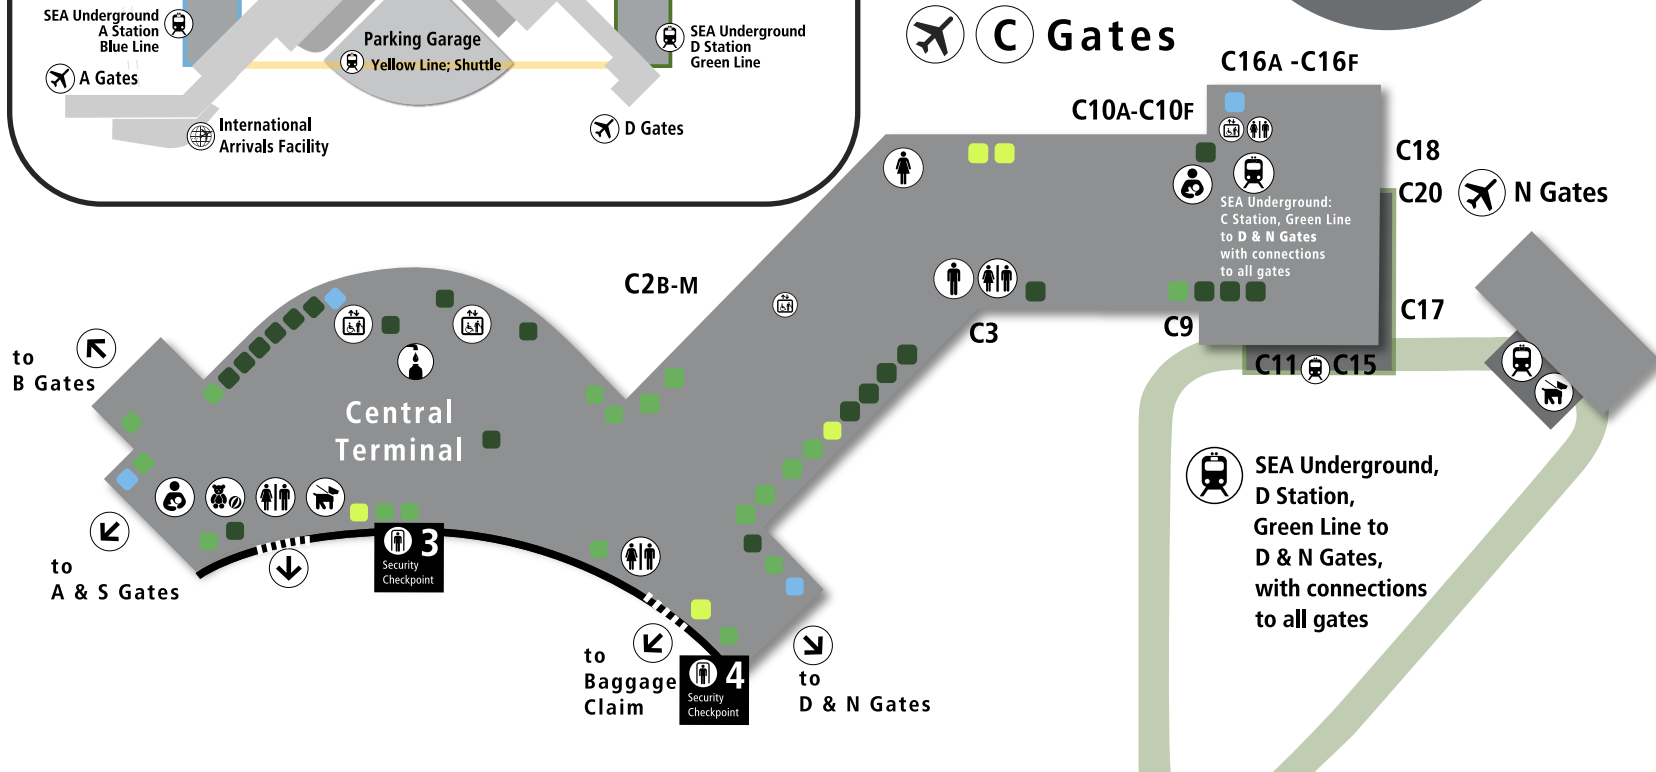 SEA Underground
A Station
Blue Line
Parking Garage
Yellow Line; Shuttle
SEA Underground
D Station
Green Line
A Gates
International
Arrivals Facility
D Gates
C Gates
C16A -C16F
C10A-C10F
C18
C20
N Gates
SEA Underground:
C Station, Green Line
to D & N Gates
with connections
to all gates
C2B-M
C3
C9
C17
C11
C15
to
B Gates
Central
Terminal
to
A & S Gates
3
Security
Checkpoint
to
Baggage
Claim
4
Security
Checkpoint
to
D & N Gates
SEA Underground,
D Station,
Green Line to
D & N Gates,
with connections
to all gates